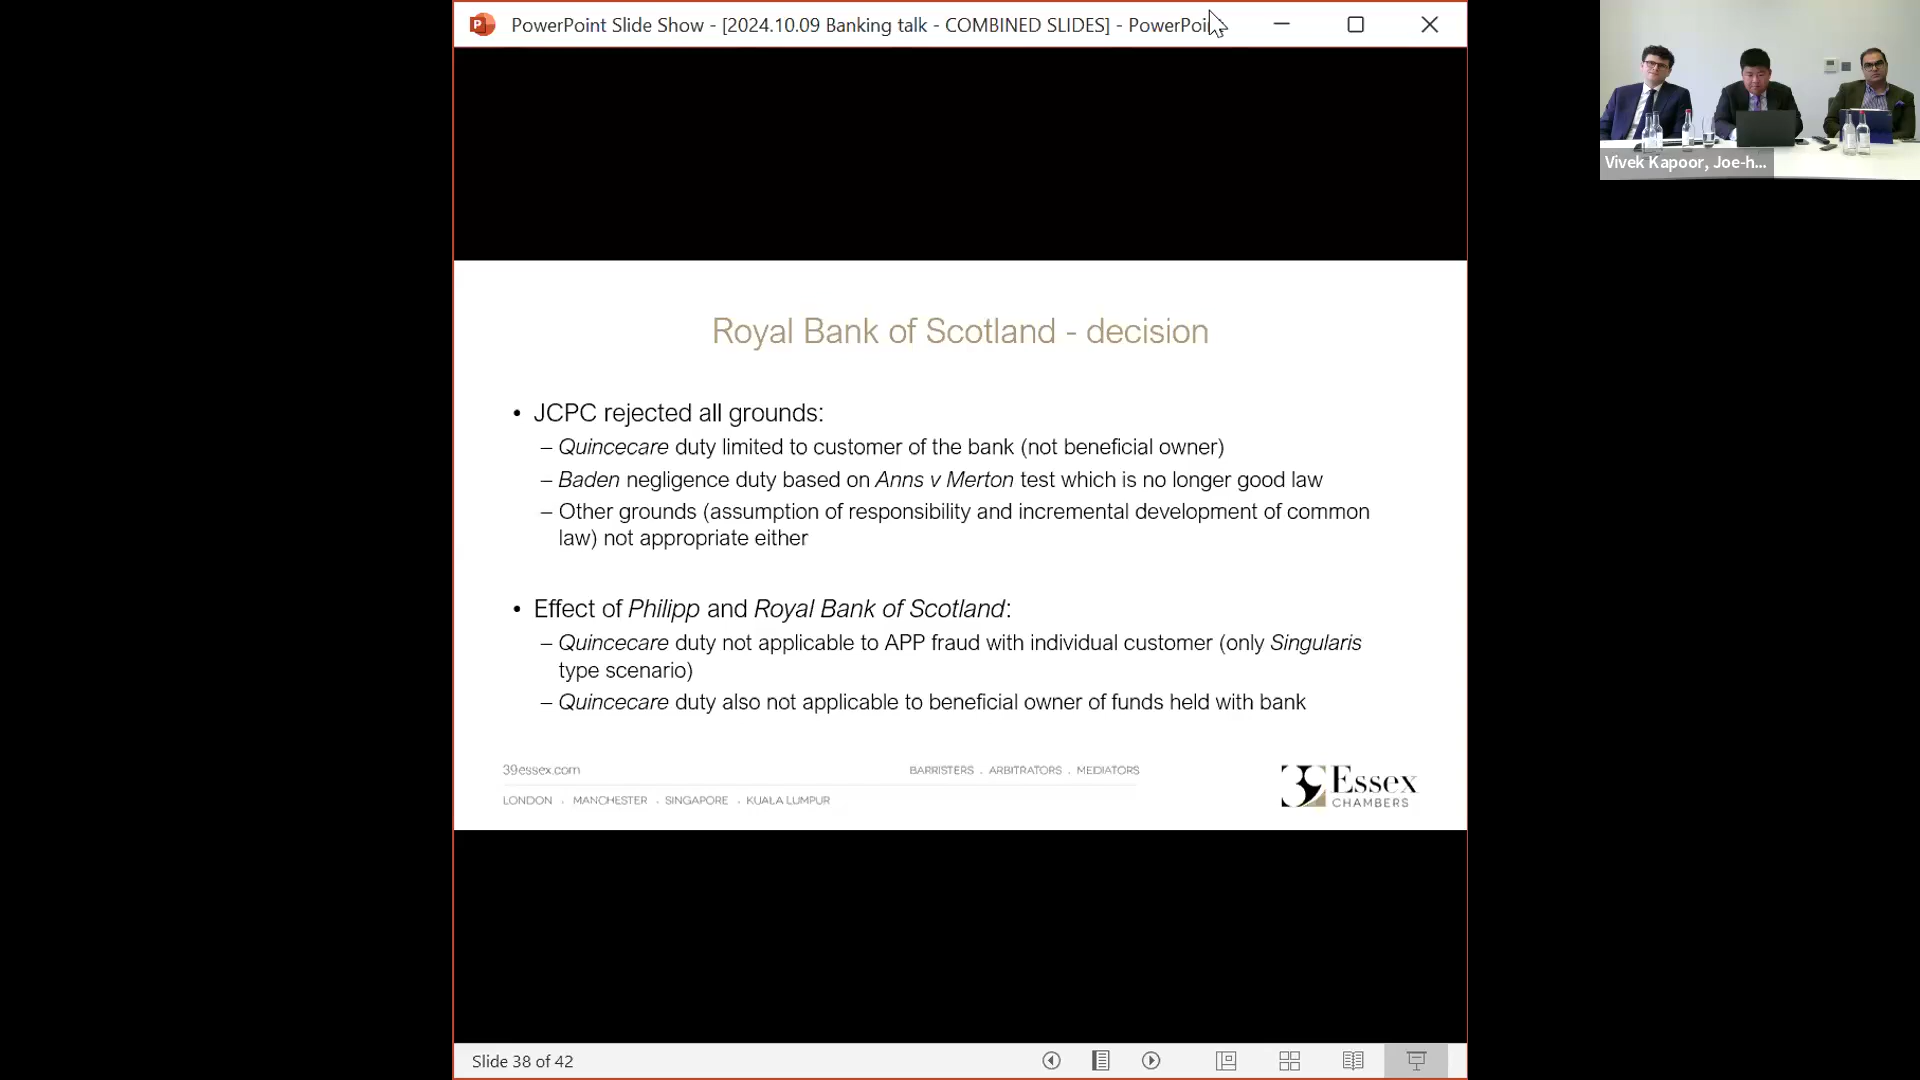 PowerPoint Slide Show - [2024.10.09 Banking talk - COMBINED SLIDES] - PowerPoi
Vivek Kapoor, Joe-h...
Royal Bank of Scotland - decision
• JCPC rejected all grounds:
– Quincecare duty limited to customer of the bank (not beneficial owner)
– Baden negligence duty based on Anns v Merton test which is no longer good law
– Other grounds (assumption of responsibility and incremental development of common
law) not appropriate either
• Effect of Philipp and Royal Bank of Scotland:
– Quincecare duty not applicable to APP fraud with individual customer (only Singularis
type scenario)
– Quincecare duty also not applicable to beneficial owner of funds held with bank
39essex.com
BARRISTERS . ARBITRATORS . MEDIATORS
LONDON . MANCHESTER . SINGAPORE . KUALA LUMPUR
39 Essex
CHAMBERS
Slide 38 of 42